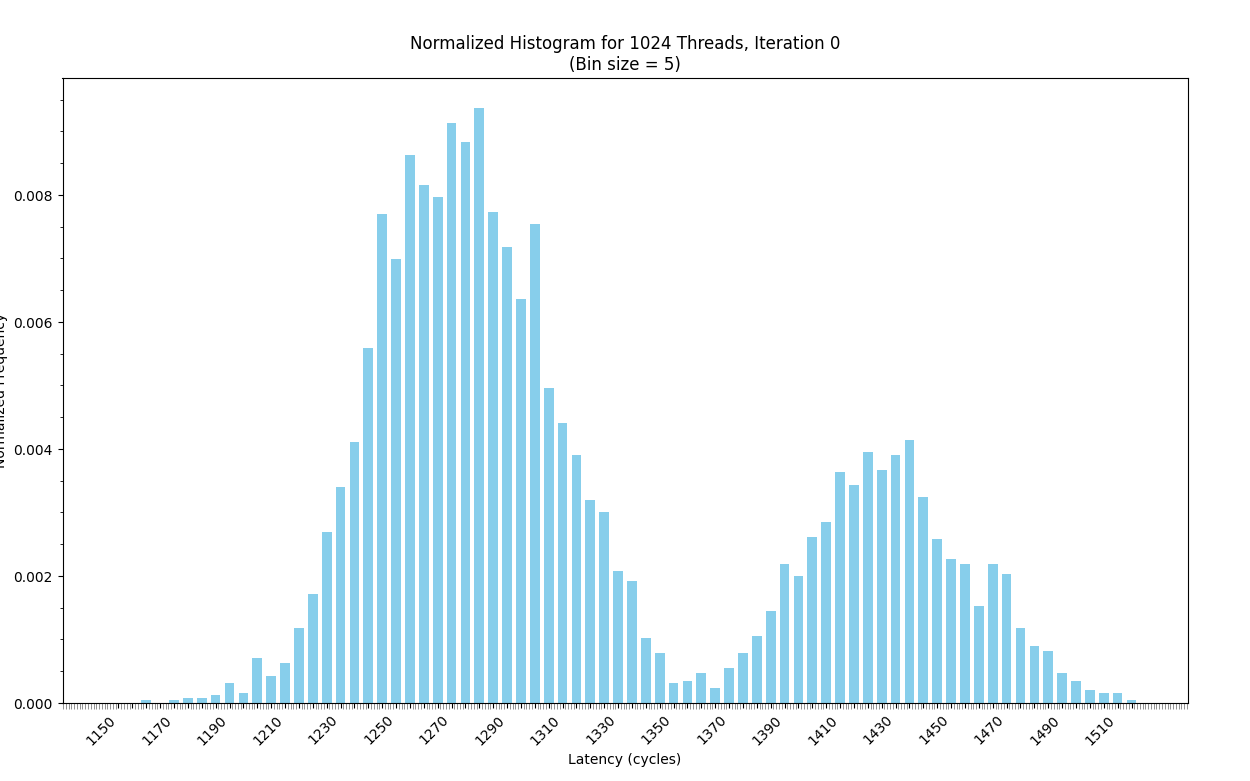 Normalized Histogram for 1024 Threads, Iteration 0
(Bin size = 5)
Normalized Frequency
0.008
0.006
0.004
0.002
0.000
1150 1170 1190 1210 1230 1250 1270 1290 1310 1330 1350 1370 1390 1410 1430 1450 1470 1490 1510
Latency (cycles)